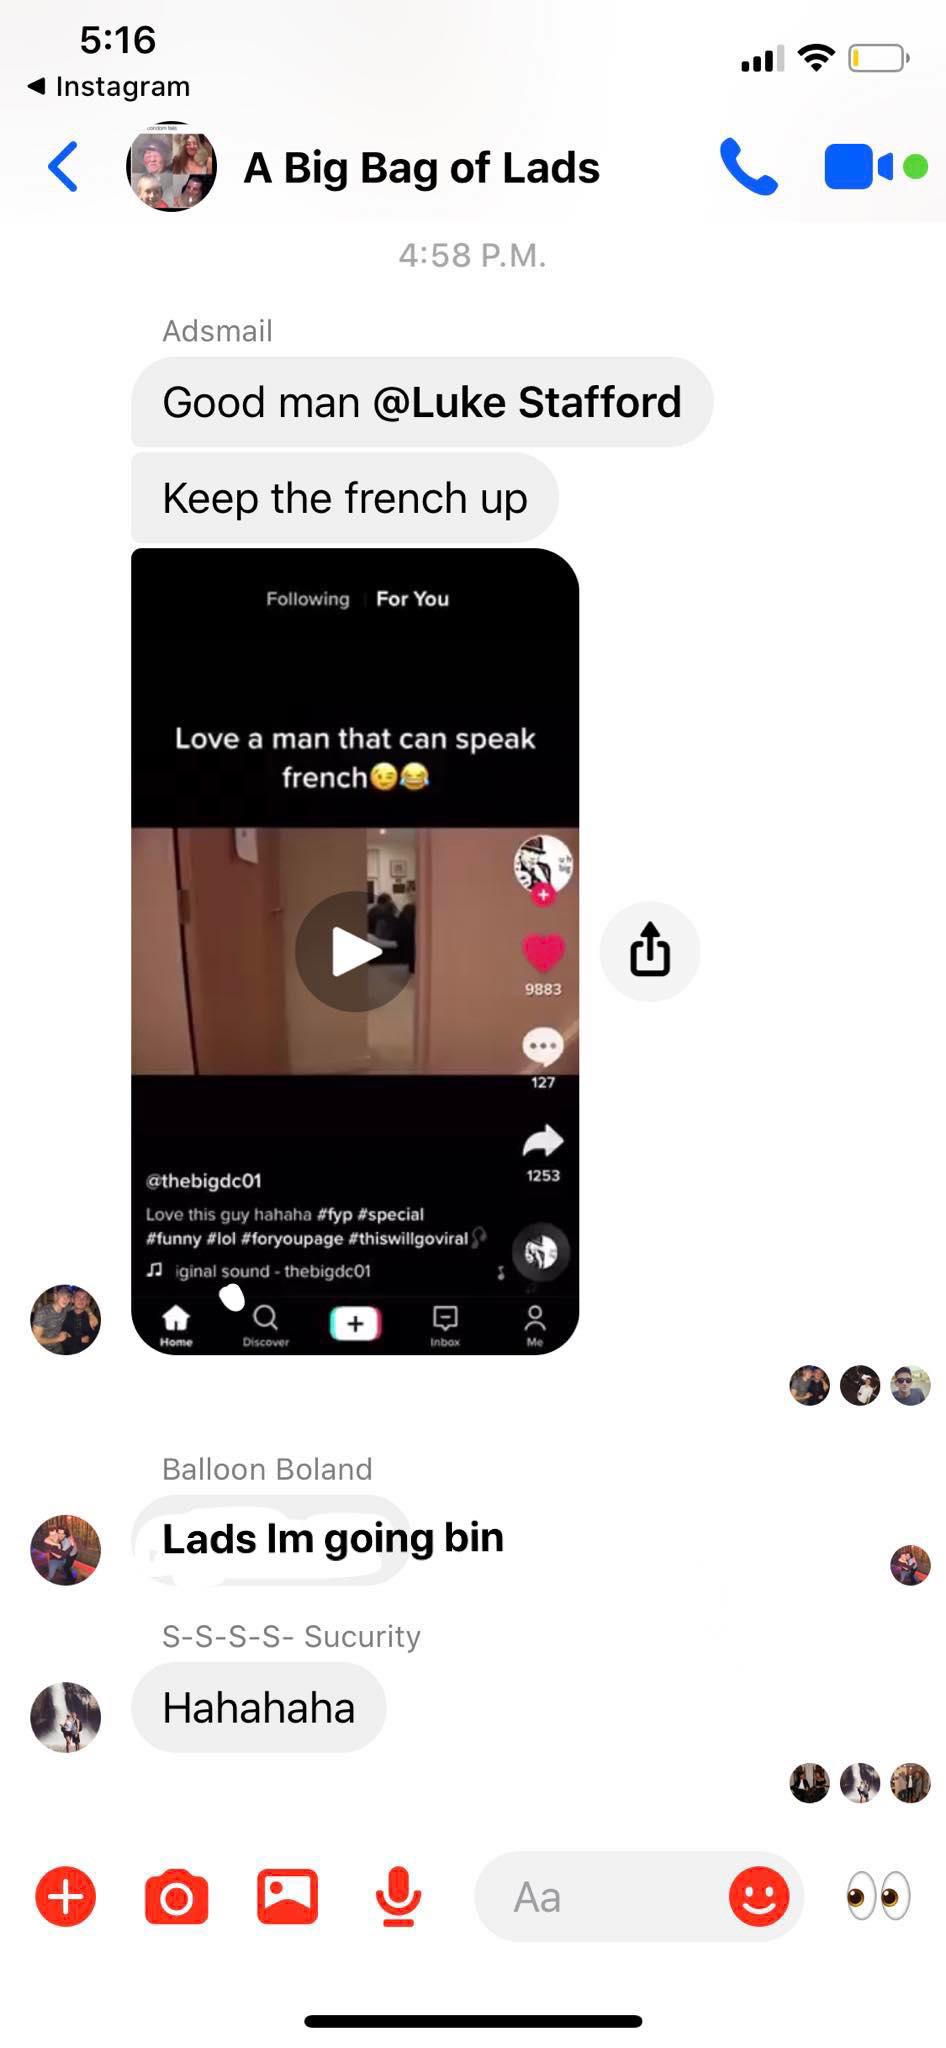 5:16
Instagram
condom fails
A Big Bag of Lads
4:58 P.M.
Adsmail
Good man @Luke Stafford
Keep the french up
Following For You
Love a man that can speak
french😉😂
9883
127
1253
@thebigdc01
Love this guy hahaha #fyp #special
#funny #lol #foryoupage #thiswillgoviral
iginal sound - thebigdc01
Home Discover Inbox Me
Balloon Boland
Lads Im going bin
S-S-S-S- Sucurity
Hahahaha
Aa